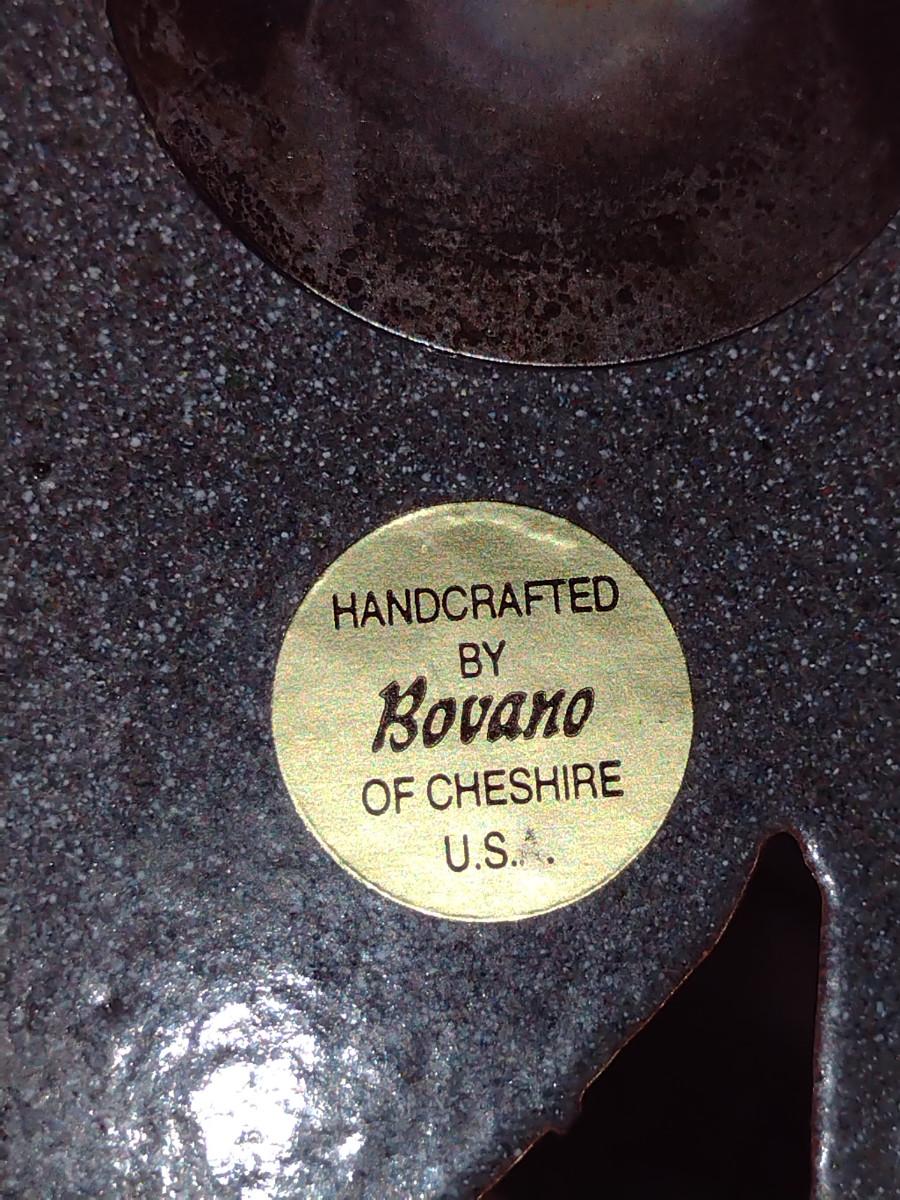 HANDCRAFTED
BY
Bovano
OF CHESHIRE
U.S.A.